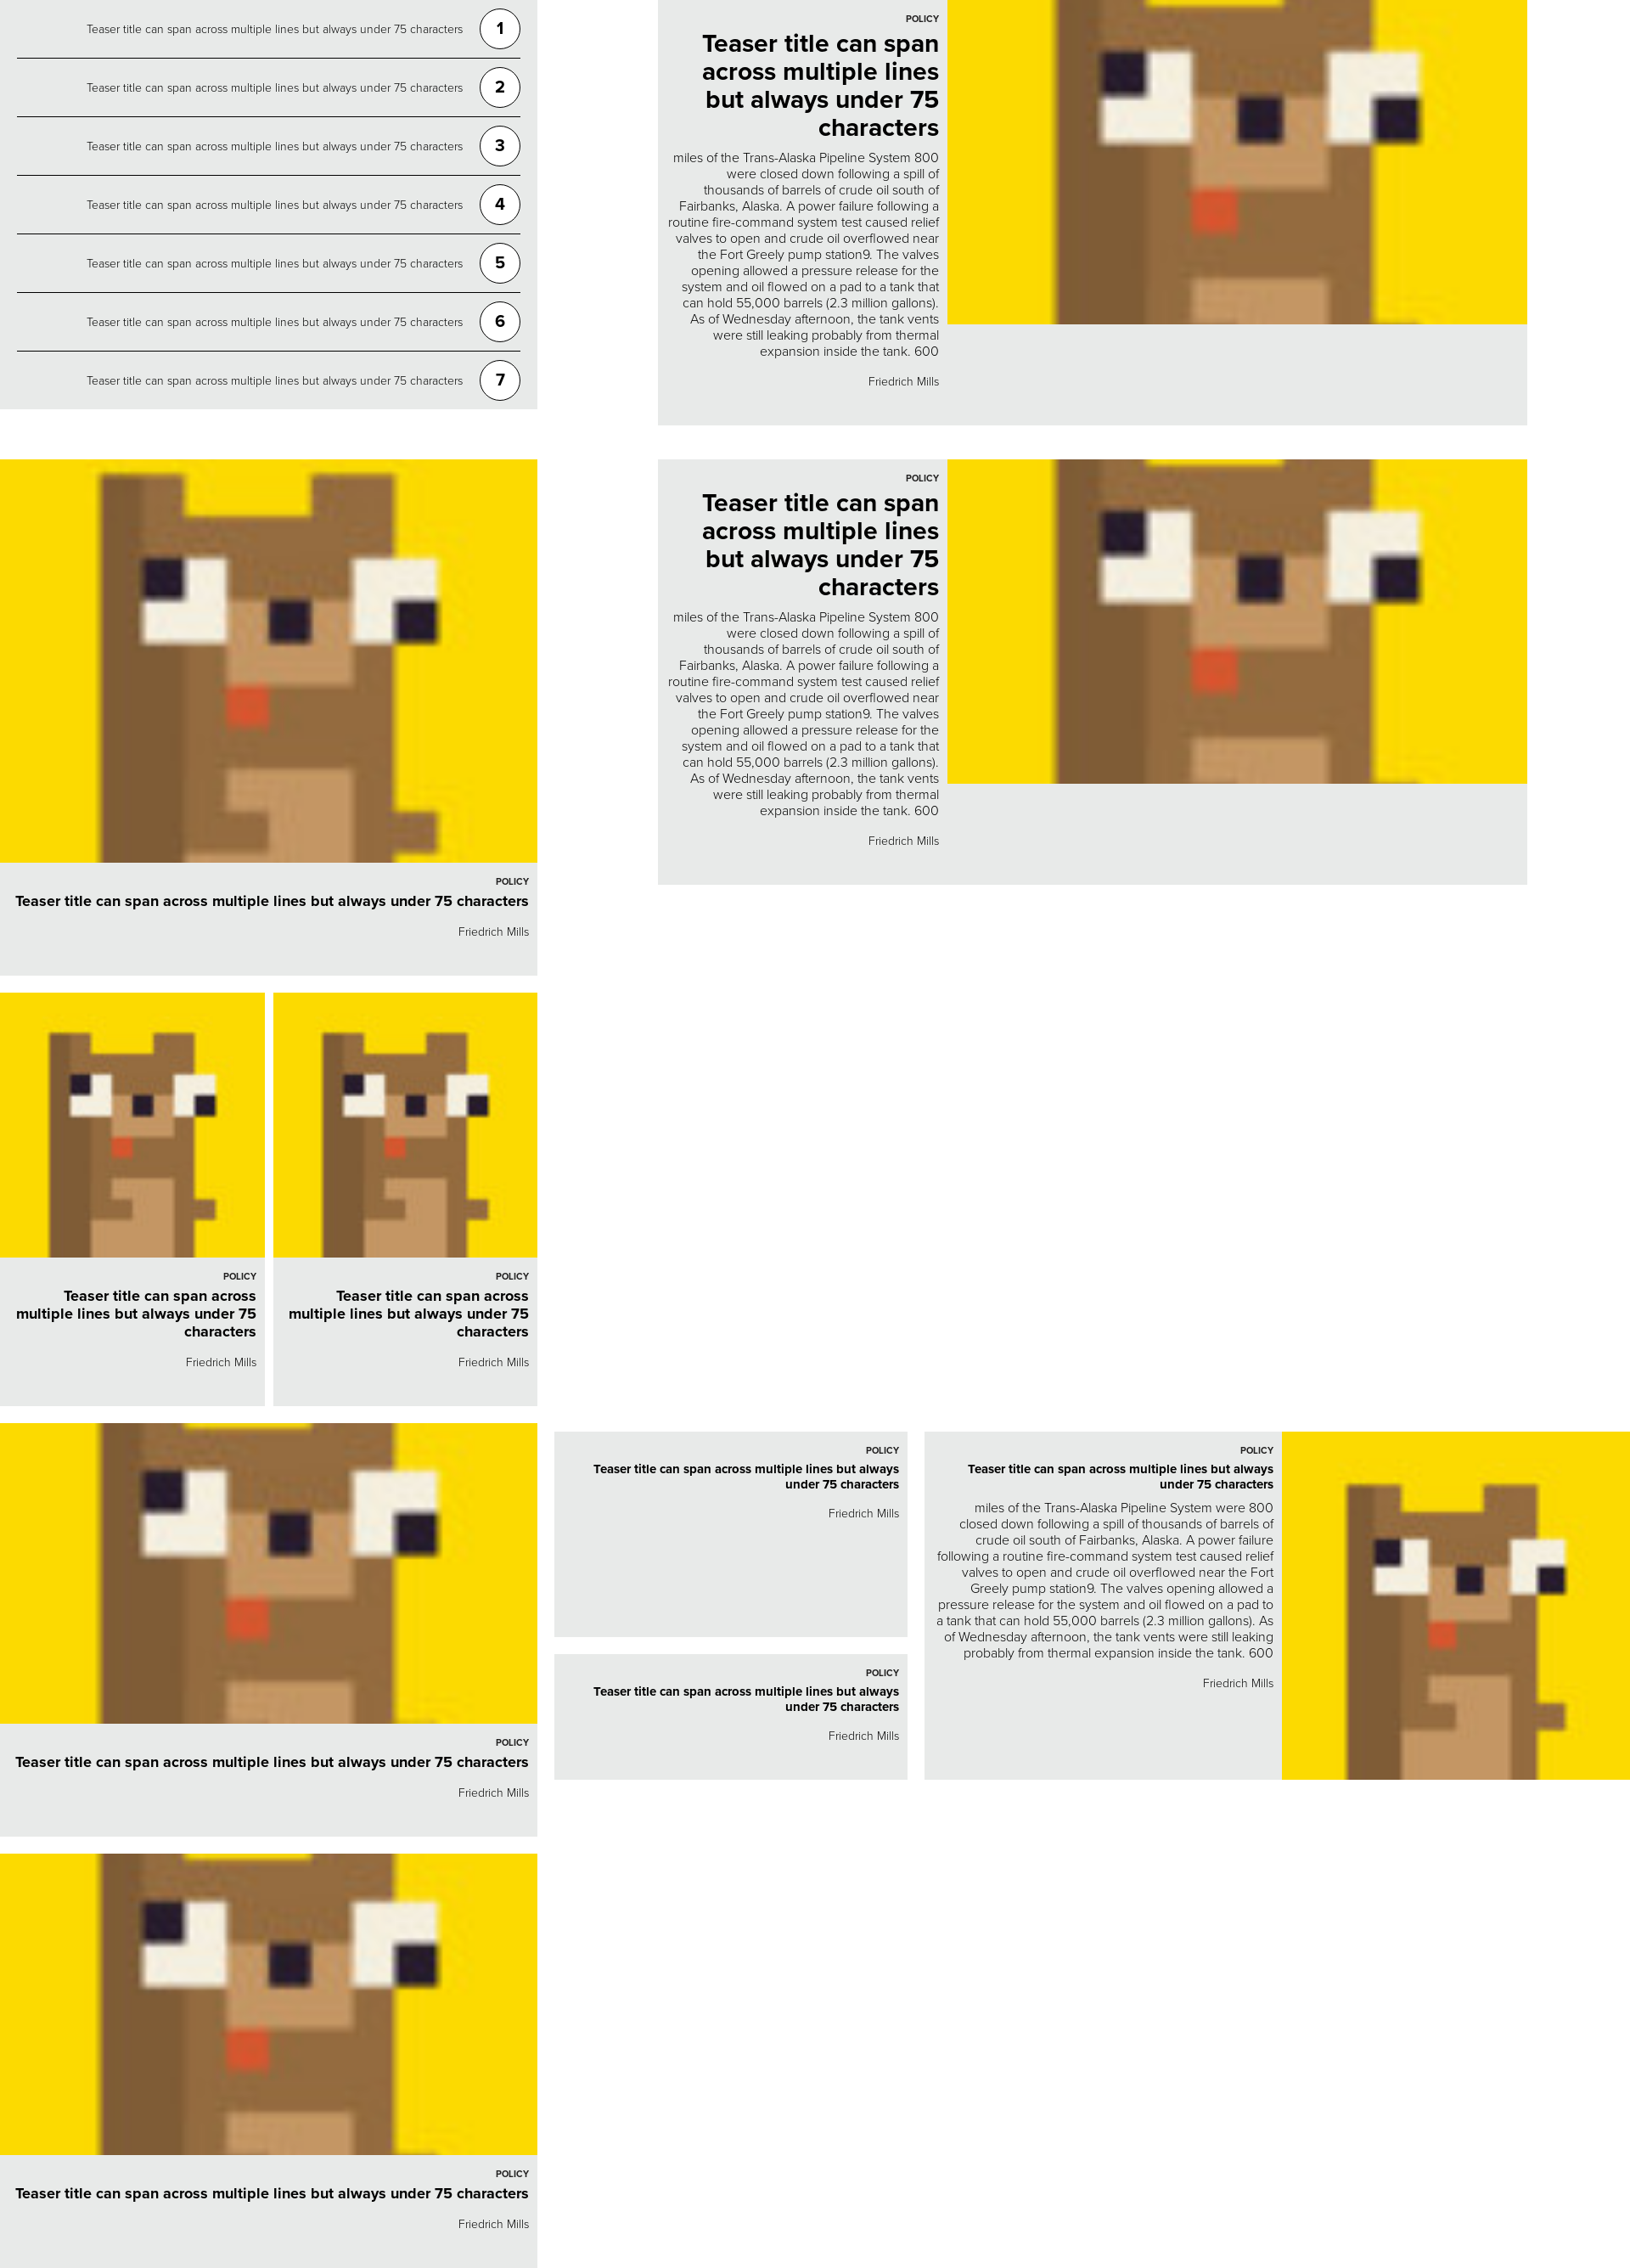 Teaser title can span across multiple lines but always under 75 characters 1
Teaser title can span across multiple lines but always under 75 characters 2
Teaser title can span across multiple lines but always under 75 characters 3
Teaser title can span across multiple lines but always under 75 characters 4
Teaser title can span across multiple lines but always under 75 characters 5
Teaser title can span across multiple lines but always under 75 characters 6
Teaser title can span across multiple lines but always under 75 characters 7
POLICY
Teaser title can span
across multiple lines
but always under 75
characters
miles of the Trans-Alaska Pipeline System 800
were closed down following a spill of
thousands of barrels of crude oil south of
Fairbanks, Alaska. A power failure following a
routine fire-command system test caused relief
valves to open and crude oil overflowed near
the Fort Greely pump station9. The valves
opening allowed a pressure release for the
system and oil flowed on a pad to a tank that
can hold 55,000 barrels (2.3 million gallons).
As of Wednesday afternoon, the tank vents
were still leaking probably from thermal
expansion inside the tank. 600
Friedrich Mills
POLICY
Teaser title can span
across multiple lines
but always under 75
characters
miles of the Trans-Alaska Pipeline System 800
were closed down following a spill of
thousands of barrels of crude oil south of
Fairbanks, Alaska. A power failure following a
routine fire-command system test caused relief
valves to open and crude oil overflowed near
the Fort Greely pump station9. The valves
opening allowed a pressure release for the
system and oil flowed on a pad to a tank that
can hold 55,000 barrels (2.3 million gallons).
As of Wednesday afternoon, the tank vents
were still leaking probably from thermal
expansion inside the tank. 600
Friedrich Mills
POLICY
Teaser title can span across multiple lines but always under 75 characters
Friedrich Mills
POLICY
Teaser title can span across
multiple lines but always under 75
characters
Friedrich Mills
POLICY
Teaser title can span across
multiple lines but always under 75
characters
Friedrich Mills
POLICY
Teaser title can span across multiple lines but always under 75 characters
Friedrich Mills
POLICY
Teaser title can span across multiple lines but always
under 75 characters
Friedrich Mills
POLICY
Teaser title can span across multiple lines but always
under 75 characters
Friedrich Mills
POLICY
Teaser title can span across multiple lines but always
under 75 characters
miles of the Trans-Alaska Pipeline System were 800
closed down following a spill of thousands of barrels of
crude oil south of Fairbanks, Alaska. A power failure
following a routine fire-command system test caused relief
valves to open and crude oil overflowed near the Fort
Greely pump station9. The valves opening allowed a
pressure release for the system and oil flowed on a pad to
a tank that can hold 55,000 barrels (2.3 million gallons). As
of Wednesday afternoon, the tank vents were still leaking
probably from thermal expansion inside the tank. 600
Friedrich Mills
POLICY
Teaser title can span across multiple lines but always under 75 characters
Friedrich Mills